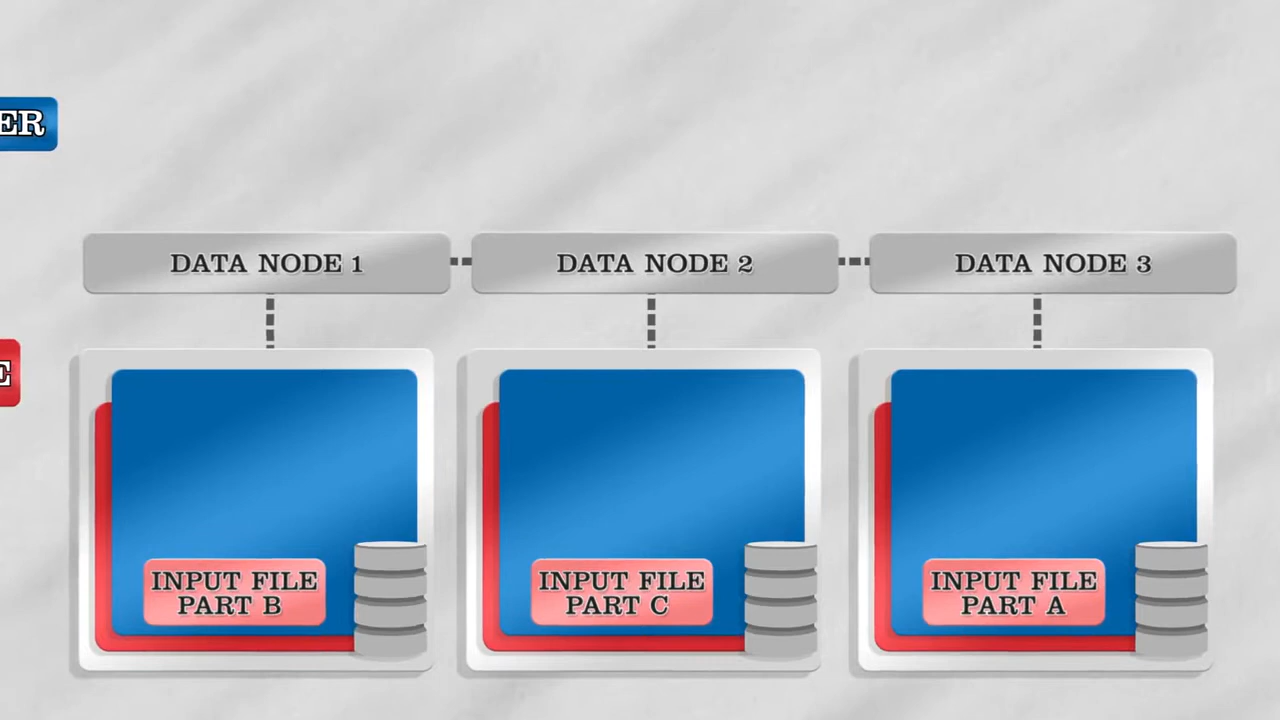 ER
DATA NODE 1
DATA NODE 2
DATA NODE 3
E
INPUT FILE
PART B
INPUT FILE
PART C
INPUT FILE
PART A